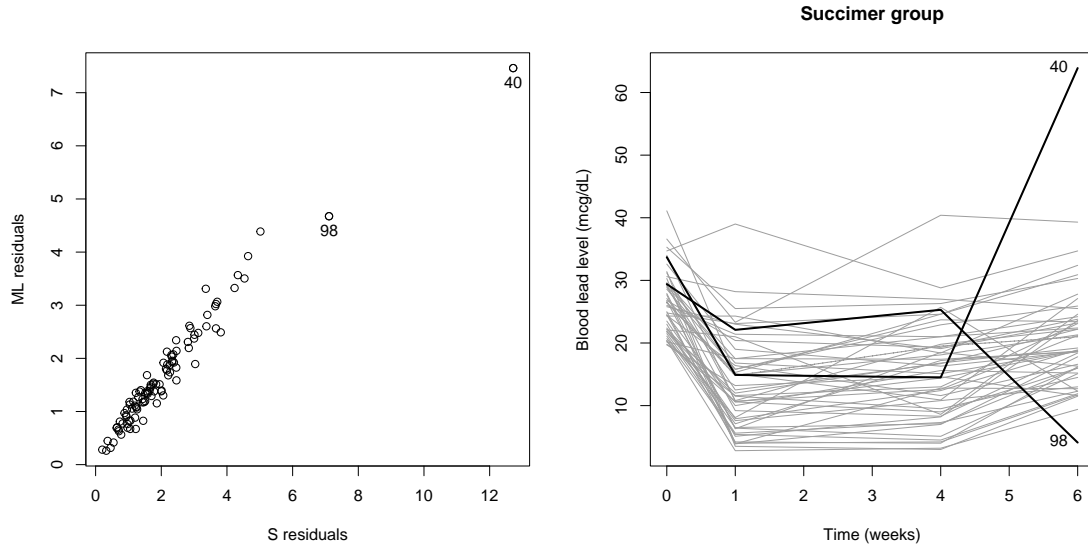 Succimer group
ML residuals
7
6
5
4
3
2
1
0
40
98
0 2 4 6 8 10 12
S residuals
Blood lead level (mcg/dL)
60
50
40
30
20
10
40
98
0 1 2 3 4 5 6
Time (weeks)